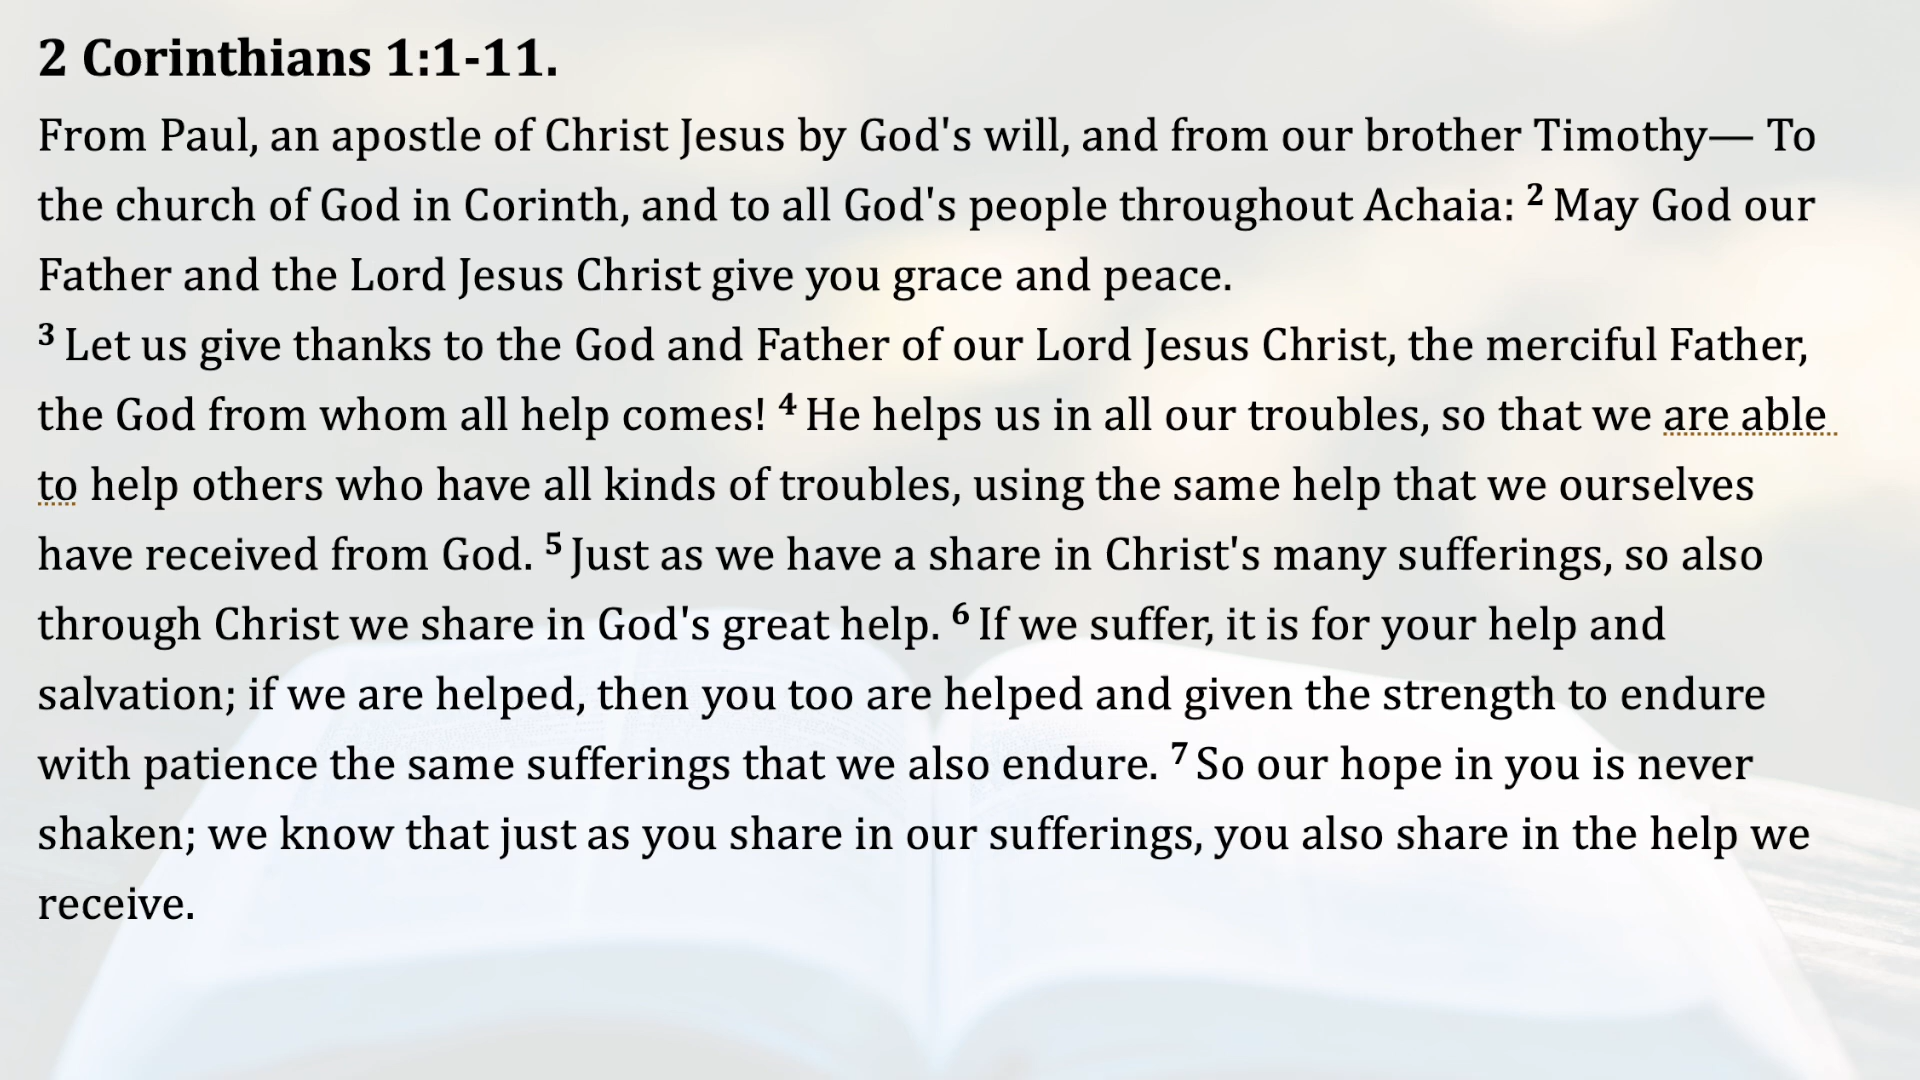 2 Corinthians 1:1-11.
From Paul, an apostle of Christ Jesus by God's will, and from our brother Timothy— To
the church of God in Corinth, and to all God's people throughout Achaia: 2 May God our
Father and the Lord Jesus Christ give you grace and peace.
3 Let us give thanks to the God and Father of our Lord Jesus Christ, the merciful Father,
the God from whom all help comes! 4 He helps us in all our troubles, so that we are able
to help others who have all kinds of troubles, using the same help that we ourselves
have received from God. 5 Just as we have a share in Christ's many sufferings, so also
through Christ we share in God's great help. 6 If we suffer, it is for your help and
salvation; if we are helped, then you too are helped and given the strength to endure
with patience the same sufferings that we also endure. 7 So our hope in you is never
shaken; we know that just as you share in our sufferings, you also share in the help we
receive.